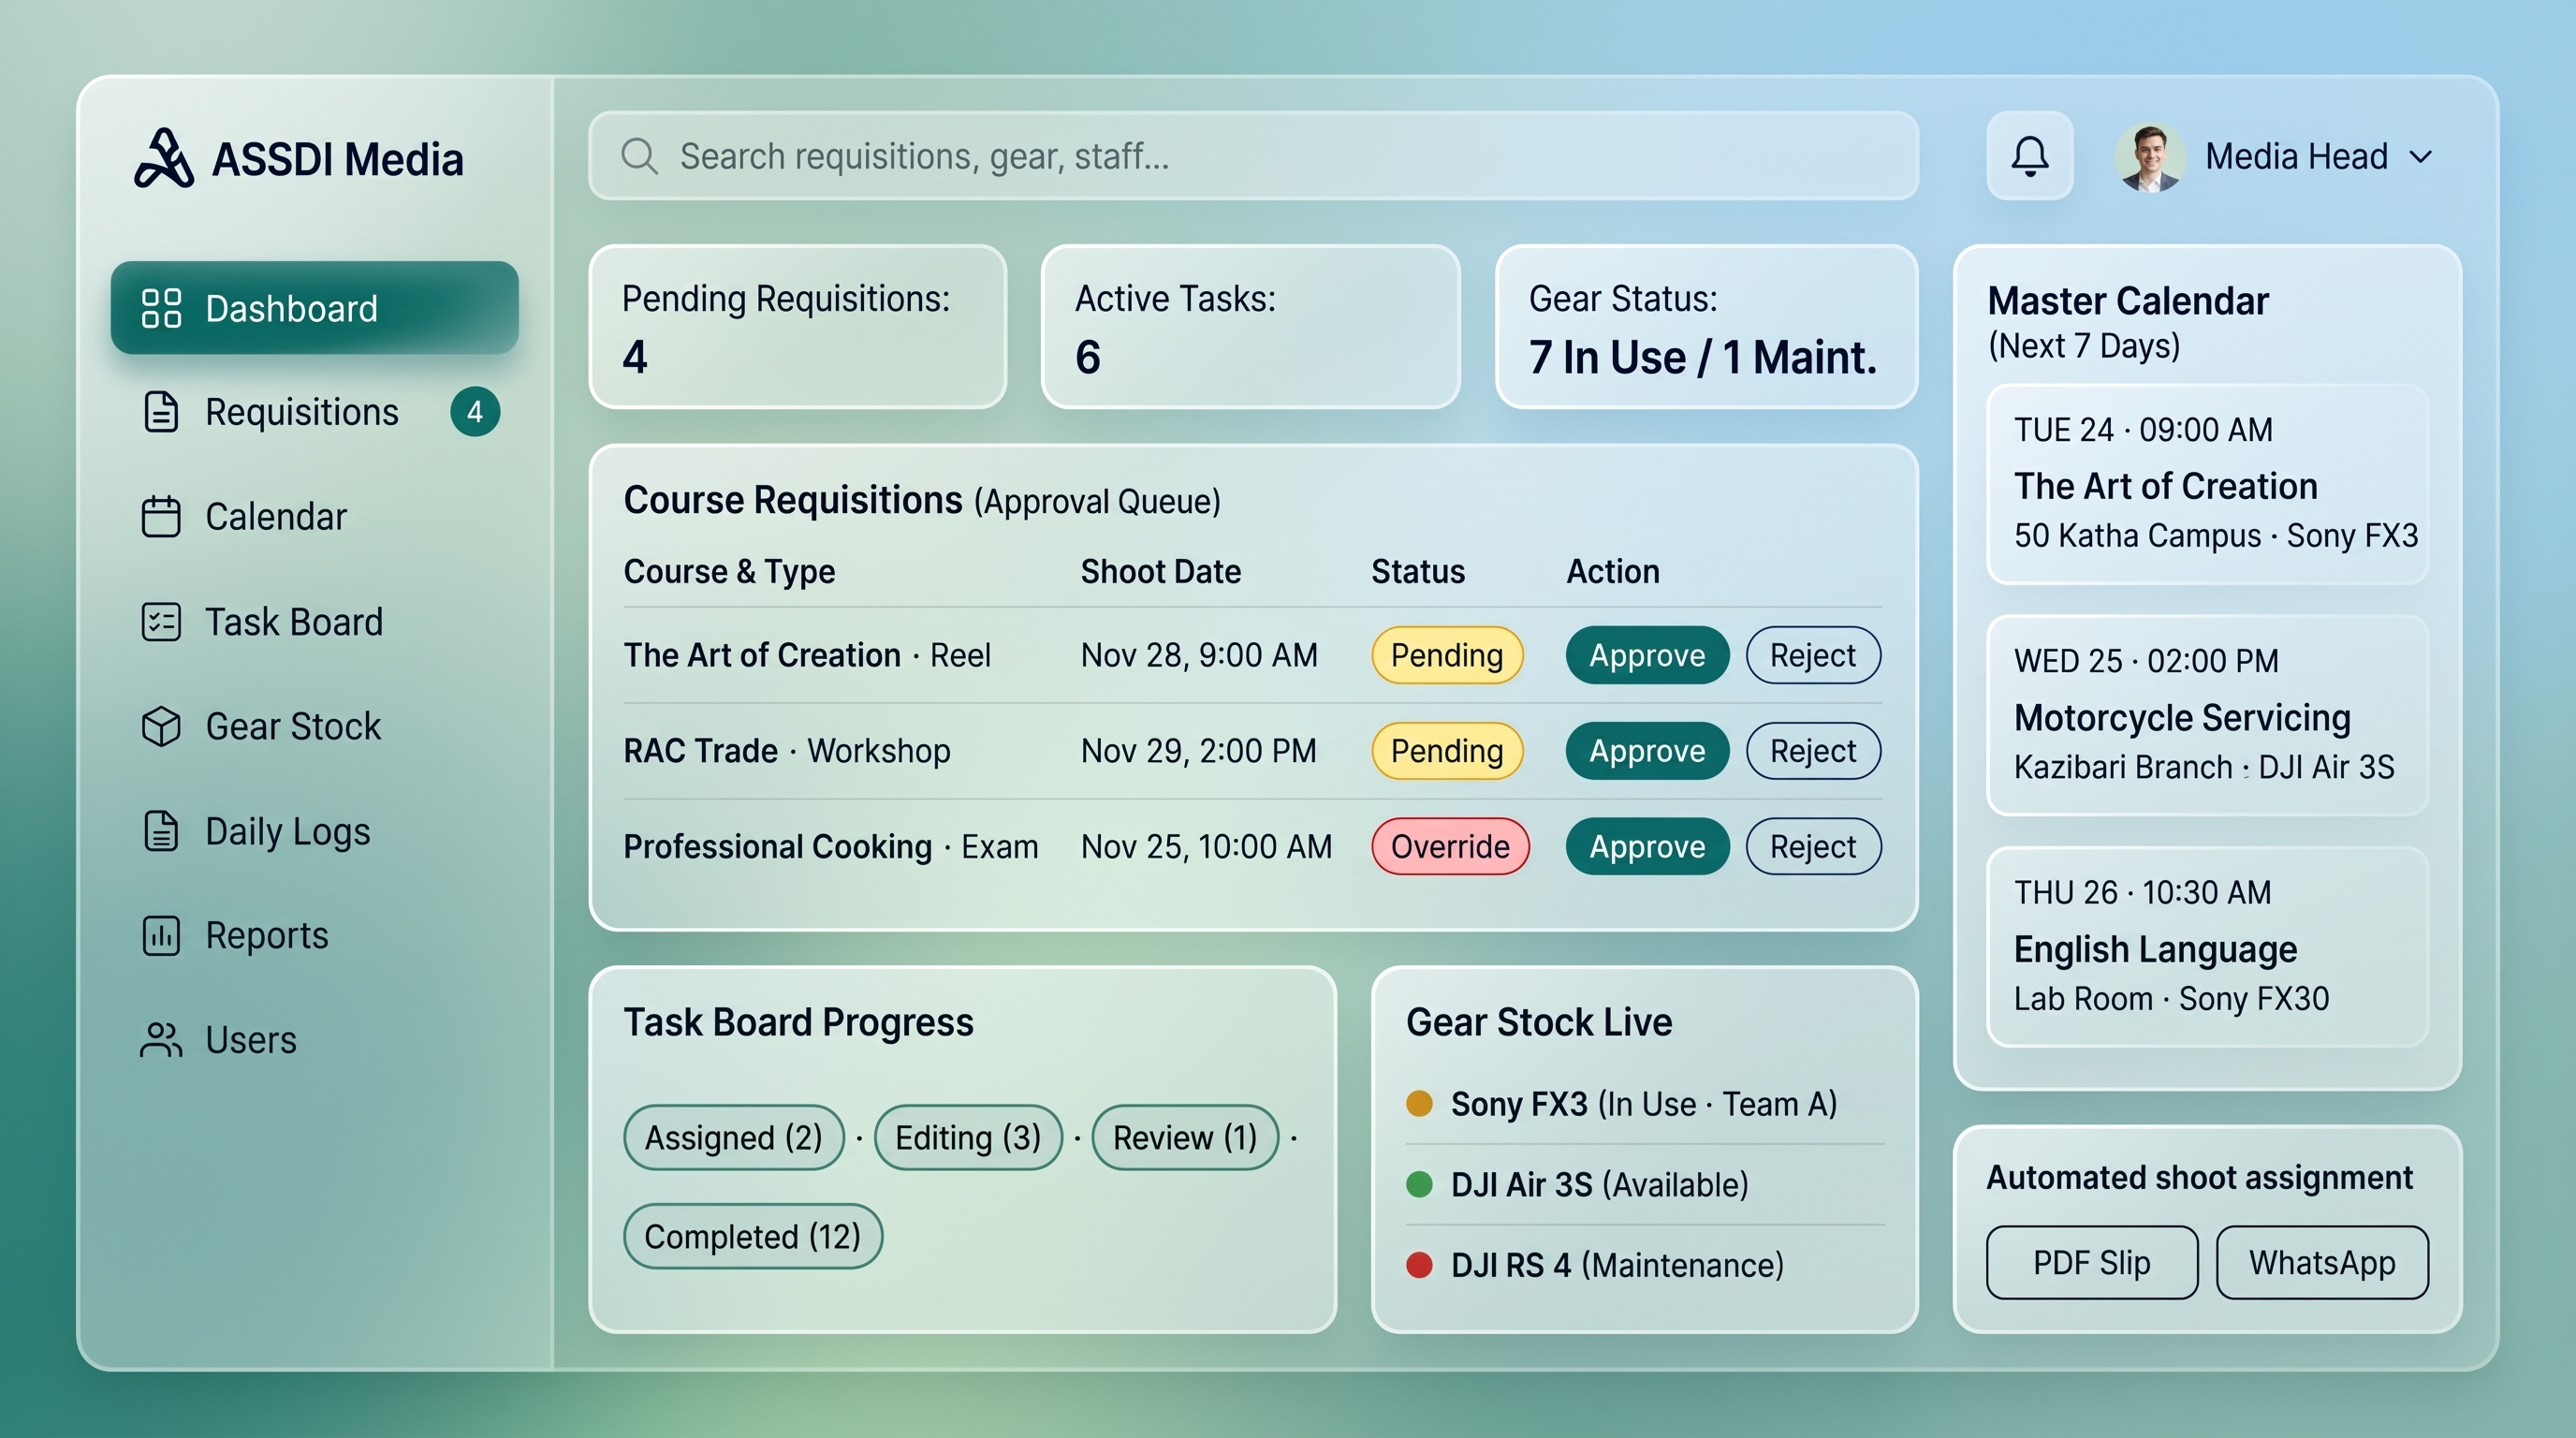 ASSDI Media
Dashboard
Requisitions 4
Calendar
Task Board
Gear Stock
Daily Logs
Reports
Users
Search requisitions, gear, staff...
Media Head
Pending Requisitions:
4
Active Tasks:
6
Gear Status:
7 In Use / 1 Maint.
Course Requisitions (Approval Queue)
Course & Type Shoot Date Status Action
The Art of Creation · Reel Nov 28, 9:00 AM Pending Approve Reject
RAC Trade · Workshop Nov 29, 2:00 PM Pending Approve Reject
Professional Cooking · Exam Nov 25, 10:00 AM Override Approve Reject
Task Board Progress
Assigned (2) · Editing (3) · Review (1) ·
Completed (12)
Gear Stock Live
Sony FX3 (In Use · Team A)
DJI Air 3S (Available)
DJI RS 4 (Maintenance)
Master Calendar
(Next 7 Days)
TUE 24 · 09:00 AM
The Art of Creation
50 Katha Campus · Sony FX3
WED 25 · 02:00 PM
Motorcycle Servicing
Kazibari Branch : DJI Air 3S
THU 26 · 10:30 AM
English Language
Lab Room · Sony FX30
Automated shoot assignment
PDF Slip WhatsApp